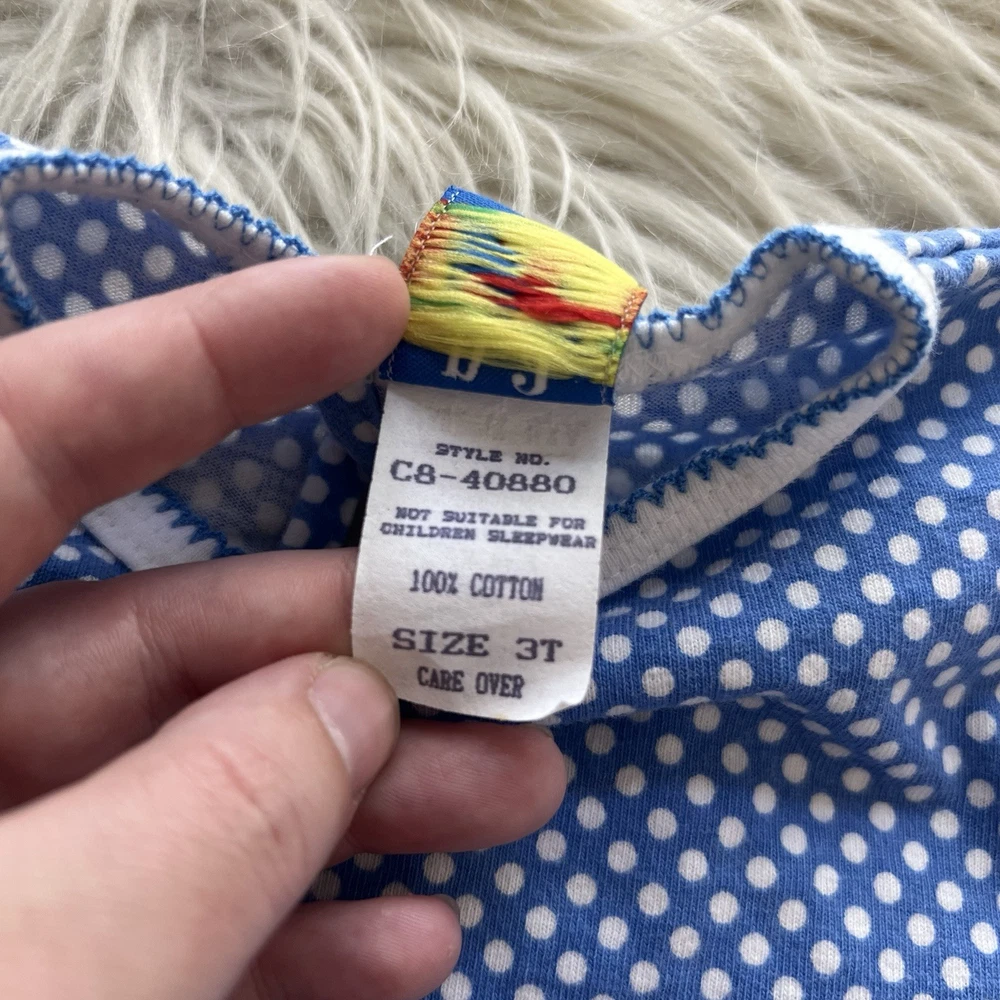 STYLE NO.
C8-40880
NOT SUITABLE FOR
CHILDREN SLEEPWEAR
100% COTTON
SIZE 3T
CARE OVER